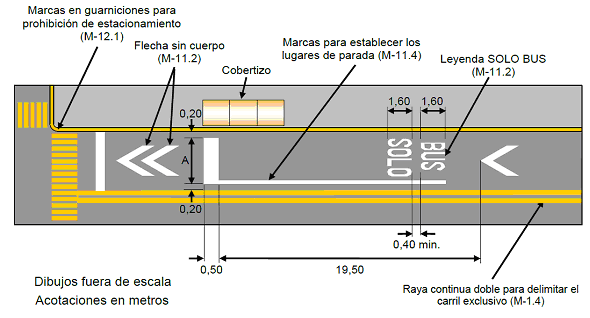 Marcas en guarniciones para
prohibición de estacionamiento
(M-12.1)
Flecha sin cuerpo
(M-11.2)
Cobertizo
Marcas para establecer los
lugares de parada (M-11.4)
Leyenda SOLO BUS
(M-11.2)
0,20
1,60
1,60
A
SOLO
BUS
0,20
0,40 min.
0,50
19,50
Dibujos fuera de escala
Acotaciones en metros
Raya continua doble para delimitar el
carril exclusivo (M-1.4)